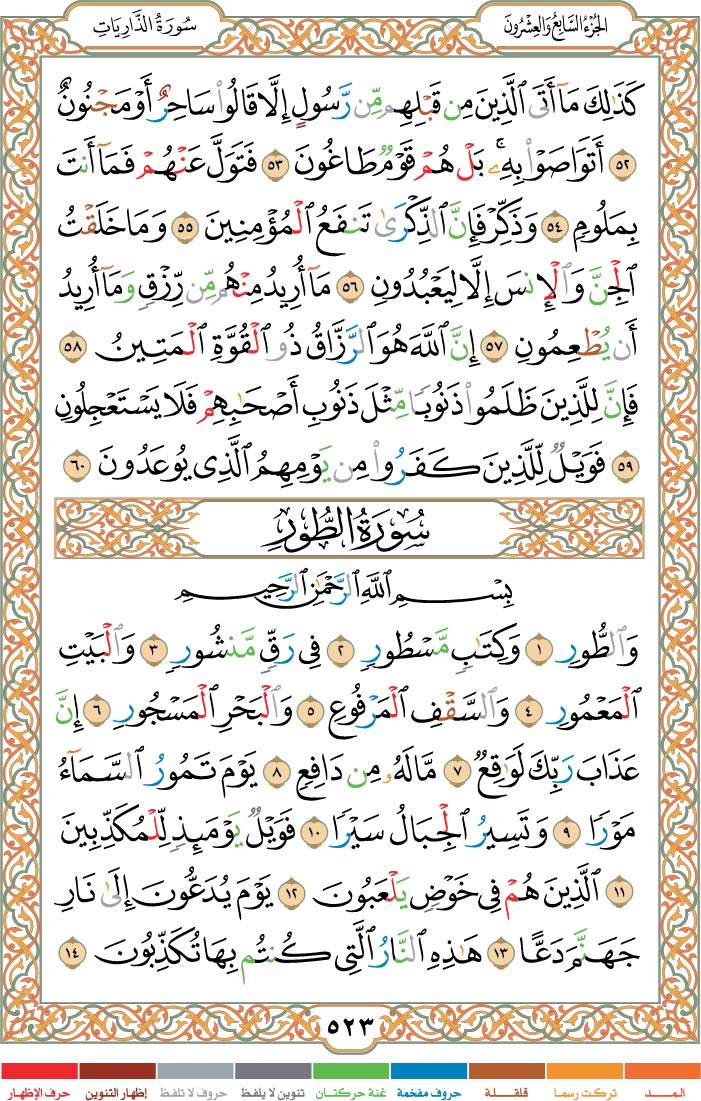 سُورَةُ الذَّارِيَاتِ
الجُزْءُ السَّابِعُ وَالعِشْرُونَ
كَذَٰلِكَ مَآ أَتَى ٱلَّذِينَ مِن قَبْلِهِم مِّن رَّسُولٍ إِلَّا قَالُوا۟ سَاحِرٌ أَوْ مَجْنُونٌ
٥٢ أَتَوَاصَوْا۟ بِهِۦ ۚ بَلْ هُمْ قَوْمٌ طَاغُونَ ٥٣ فَتَوَلَّ عَنْهُمْ فَمَآ أَنتَ
بِمَلُومٍ ٥٤ وَذَكِّرْ فَإِنَّ ٱلذِّكْرَىٰ تَنفَعُ ٱلْمُؤْمِنِينَ ٥٥ وَمَا خَلَقْتُ
ٱلْجِنَّ وَٱلْإِنسَ إِلَّا لِيَعْبُدُونِ ٥٦ مَآ أُرِيدُ مِنْهُم مِّن رِّزْقٍ وَمَآ أُرِيدُ
أَن يُطْعِمُونِ ٥٧ إِنَّ ٱللَّهَ هُوَ ٱلرَّزَّاقُ ذُو ٱلْقُوَّةِ ٱلْمَتِينُ ٥٨
فَإِنَّ لِلَّذِينَ ظَلَمُوا۟ ذَنُوبًا مِّثْلَ ذَنُوبِ أَصْحَٰبِهِمْ فَلَا يَسْتَعْجِلُونِ
٥٩ فَوَيْلٌ لِّلَّذِينَ كَفَرُوا۟ مِن يَوْمِهِمُ ٱلَّذِى يُوعَدُونَ ٦٠
سُورَةُ الطُّورِ
بِسْمِ ٱللَّهِ ٱلرَّحْمَٰنِ ٱلرَّحِيمِ
وَٱلطُّورِ ١ وَكِتَٰبٍ مَّسْطُورٍ ٢ فِى رَقٍّ مَّنشُورٍ ٣ وَٱلْبَيْتِ
ٱلْمَعْمُورِ ٤ وَٱلسَّقْفِ ٱلْمَرْفُوعِ ٥ وَٱلْبَحْرِ ٱلْمَسْجُورِ ٦ إِنَّ
عَذَابَ رَبِّكَ لَوَٰقِعٌ ٧ مَّا لَهُۥ مِن دَافِعٍ ٨ يَوْمَ تَمُورُ ٱلسَّمَآءُ
مَوْرًا ٩ وَتَسِيرُ ٱلْجِبَالُ سَيْرًا ١٠ فَوَيْلٌ يَوْمَئِذٍ لِّلْمُكَذِّبِينَ
١١ ٱلَّذِينَ هُمْ فِى خَوْضٍ يَلْعَبُونَ ١٢ يَوْمَ يُدَعُّونَ إِلَىٰ نَارِ
جَهَنَّمَ دَعًّا ١٣ هَٰذِهِ ٱلنَّارُ ٱلَّتِى كُنتُم بِهَا تُكَذِّبُونَ ١٤
٥٢٣
المـــد تركت رسما قلقـلـة حروف مفخمة غنة حركتـان تنوين لا يلفظ حروف لا تلفظ إظهار التنوين حرف الإظهار